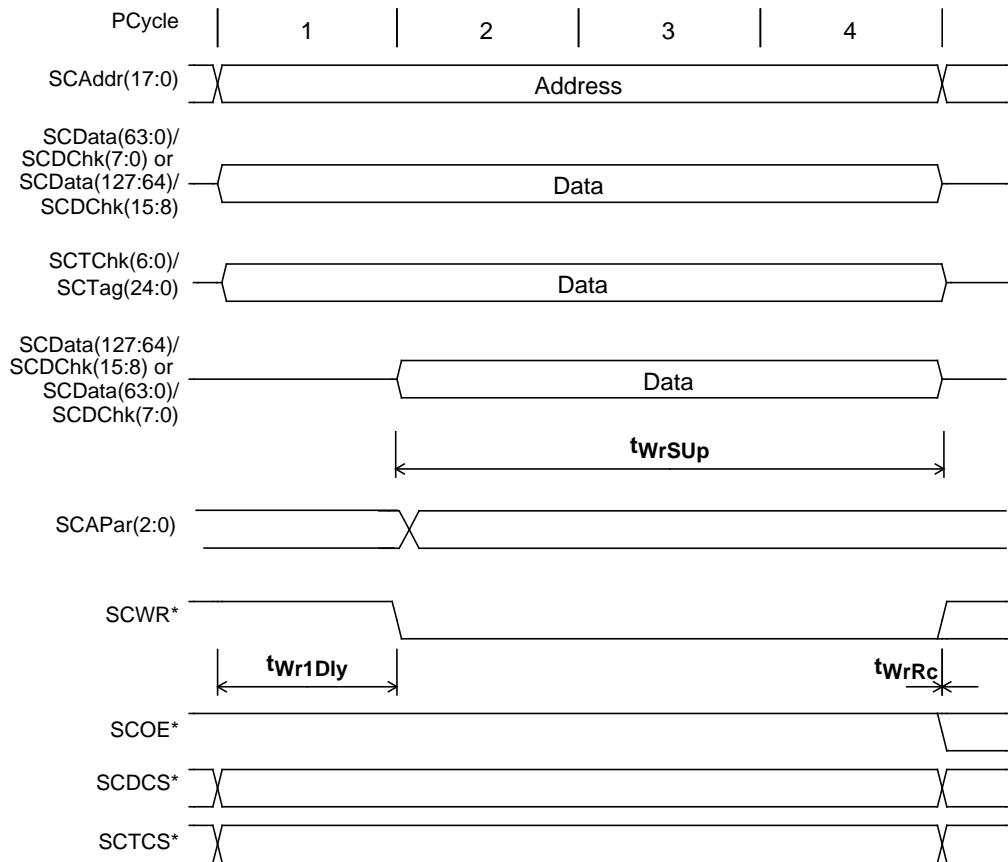 PCycle 1 2 3 4
SCAddr(17:0) Address
SCData(63:0)/
SCDChk(7:0) or
SCData(127:64)/
SCDChk(15:8)
Data
SCTChk(6:0)/
SCTag(24:0)
Data
SCData(127:64)/
SCDChk(15:8) or
SCData(63:0)/
SCDChk(7:0)
Data
tWrSUp
SCAPar(2:0)
SCWR*
tWr1Dly tWrRc
SCOE*
SCDCS*
SCTCS*